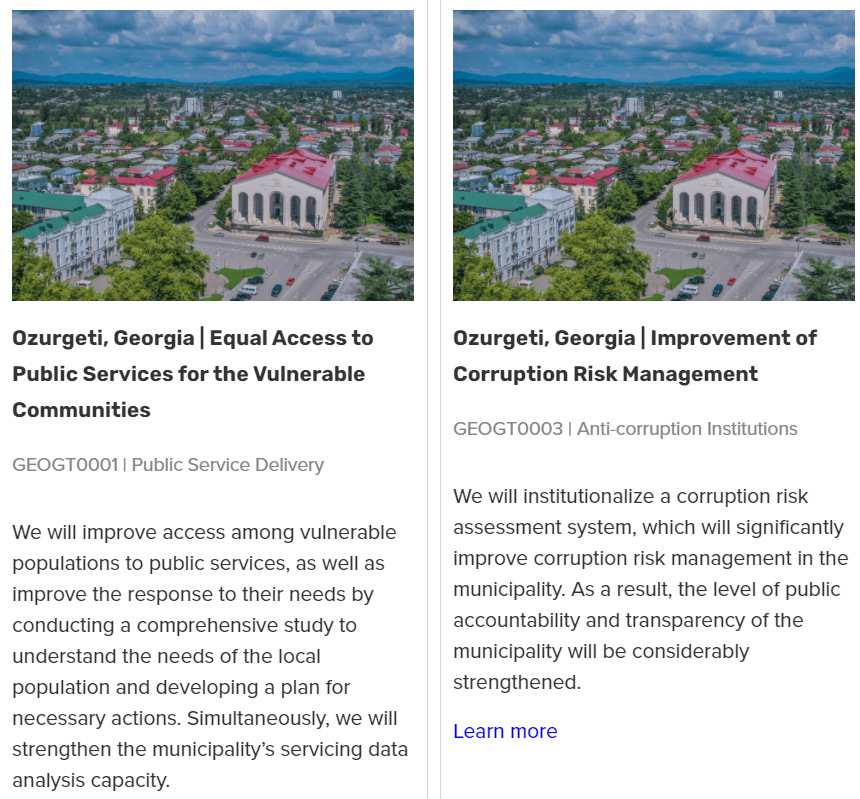 Ozurgeti, Georgia | Equal Access to
Public Services for the Vulnerable
Communities
GEOGT0001 | Public Service Delivery
We will improve access among vulnerable
populations to public services, as well as
improve the response to their needs by
conducting a comprehensive study to
understand the needs of the local
population and developing a plan for
necessary actions. Simultaneously, we will
strengthen the municipality’s servicing data
analysis capacity.
Ozurgeti, Georgia | Improvement of
Corruption Risk Management
GEOGT0003 | Anti-corruption Institutions
We will institutionalize a corruption risk
assessment system, which will significantly
improve corruption risk management in the
municipality. As a result, the level of public
accountability and transparency of the
municipality will be considerably
strengthened.
Learn more